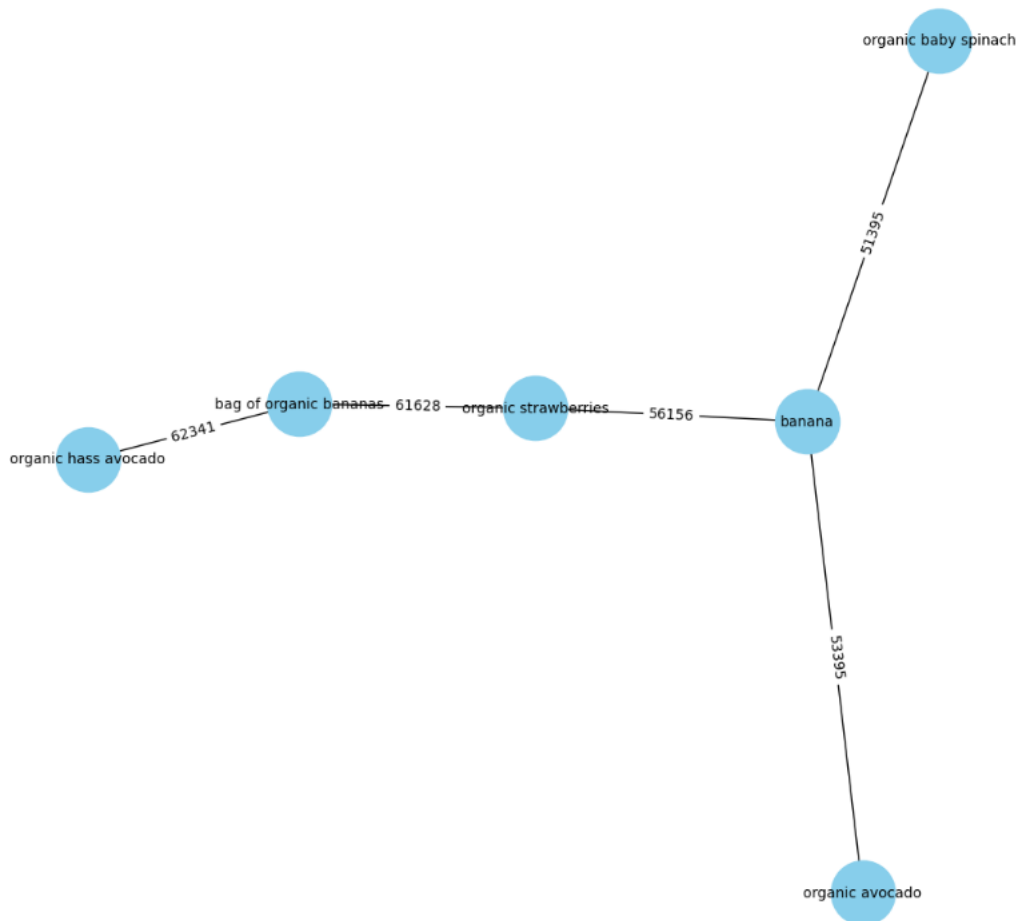 organic baby spinach
51395
bag of organic bananas
61628
organic strawberries
56156
banana
62341
organic hass avocado
53395
organic avocado